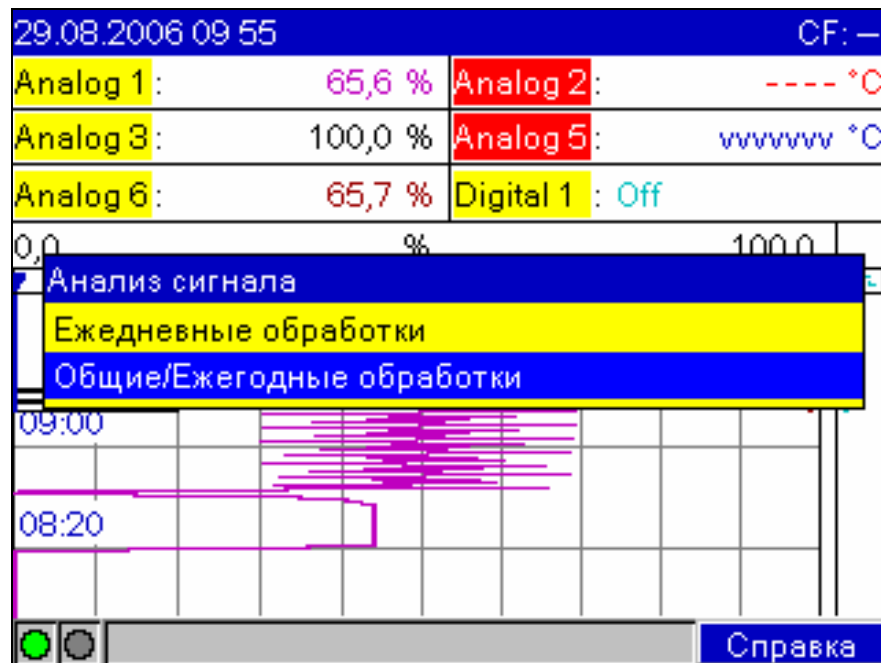 29.08.2006 09 55 CF: –
Analog 1: 65,6 % Analog 2: ---- °C
Analog 3: 100,0 % Analog 5: vvvvvvv °C
Analog 6: 65,7 % Digital 1 : Off
0,0 % 100,0
Анализ сигнала
Ежедневные обработки
Общие/Ежегодные обработки
09:00
08:20
Справка